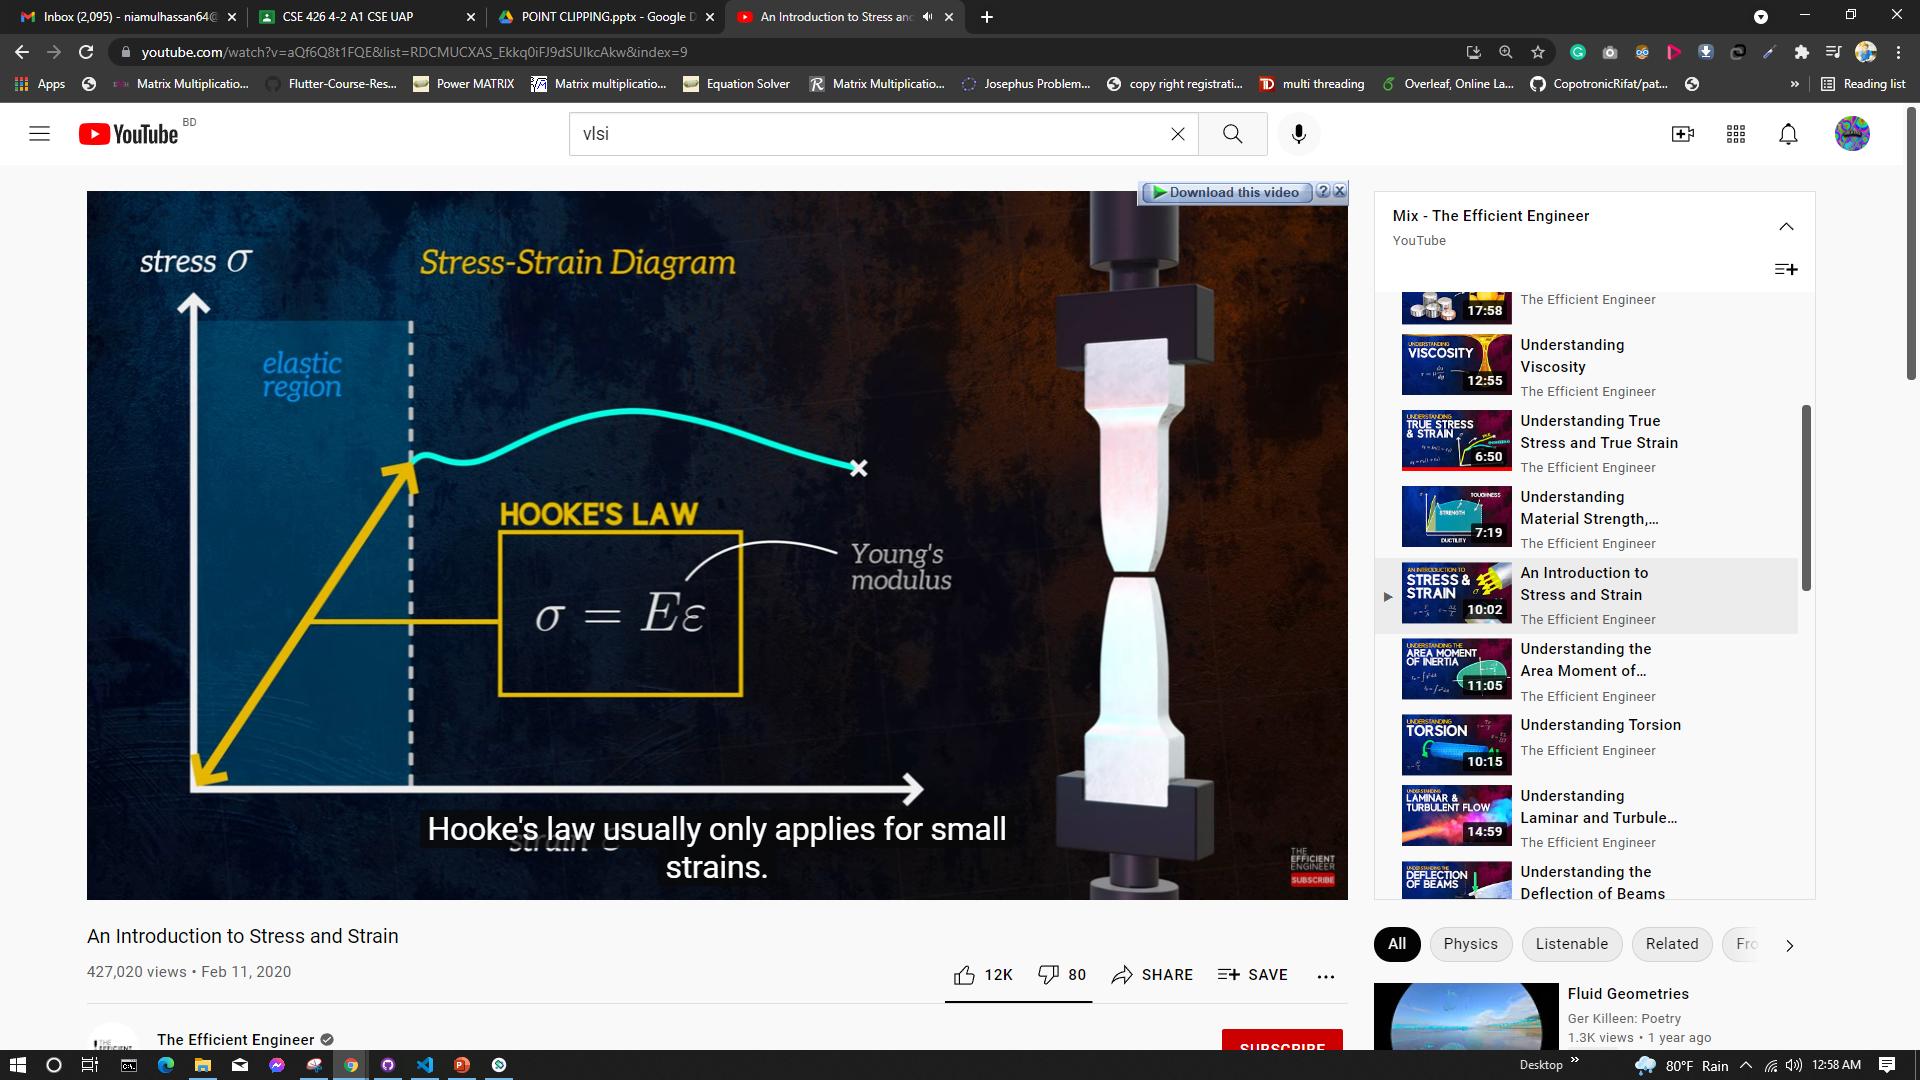 Inbox (2,095) - niamulhassan64@
CSE 426 4-2 A1 CSE UAP
POINT CLIPPING.pptx - Google D
An Introduction to Stress and
youtube.com/watch?v=aQf6Q8t1FQE&list=RDCMUCXAS_Ekkq0iFJ9dSUIkcAkw&index=9
Apps
Matrix Multiplicatio...
Flutter-Course-Res...
Power MATRIX
Matrix multiplicatio...
Equation Solver
Matrix Multiplicatio...
Josephus Problem...
copy right registrati...
multi threading
Overleaf, Online La...
CopotronicRifat/pat...
»
Reading list
YouTube BD
vlsi
Download this video ? X
stress σ
Stress-Strain Diagram
elastic
region
HOOKE'S LAW
σ = Eε
Young's
modulus
Hooke's law usually only applies for small
strains.
THE
EFFICIENT
ENGINEER
SUBSCRIBE
An Introduction to Stress and Strain
427,020 views • Feb 11, 2020
12K
80
SHARE
SAVE
...
The Efficient Engineer
SUBSCRIBE
Mix - The Efficient Engineer
YouTube
17:58
The Efficient Engineer
UNDERSTANDING
VISCOSITY
12:55
Understanding
Viscosity
The Efficient Engineer
UNDERSTANDING
TRUE STRESS
& STRAIN
6:50
Understanding True
Stress and True Strain
The Efficient Engineer
STRENGTH
TOUGHNESS
DUCTILITY
7:19
Understanding
Material Strength,...
The Efficient Engineer
AN INTRODUCTION TO
STRESS &
STRAIN
10:02
An Introduction to
Stress and Strain
The Efficient Engineer
UNDERSTANDING THE
AREA MOMENT
OF INERTIA
11:05
Understanding the
Area Moment of...
The Efficient Engineer
UNDERSTANDING
TORSION
10:15
Understanding Torsion
The Efficient Engineer
UNDERSTANDING
LAMINAR &
TURBULENT FLOW
14:59
Understanding
Laminar and Turbule...
The Efficient Engineer
UNDERSTANDING THE
DEFLECTION
OF BEAMS
Understanding the
Deflection of Beams
All
Physics
Listenable
Related
Fro
Fluid Geometries
Ger Killeen: Poetry
1.3K views • 1 year ago
Desktop
»
80°F Rain
12:58 AM